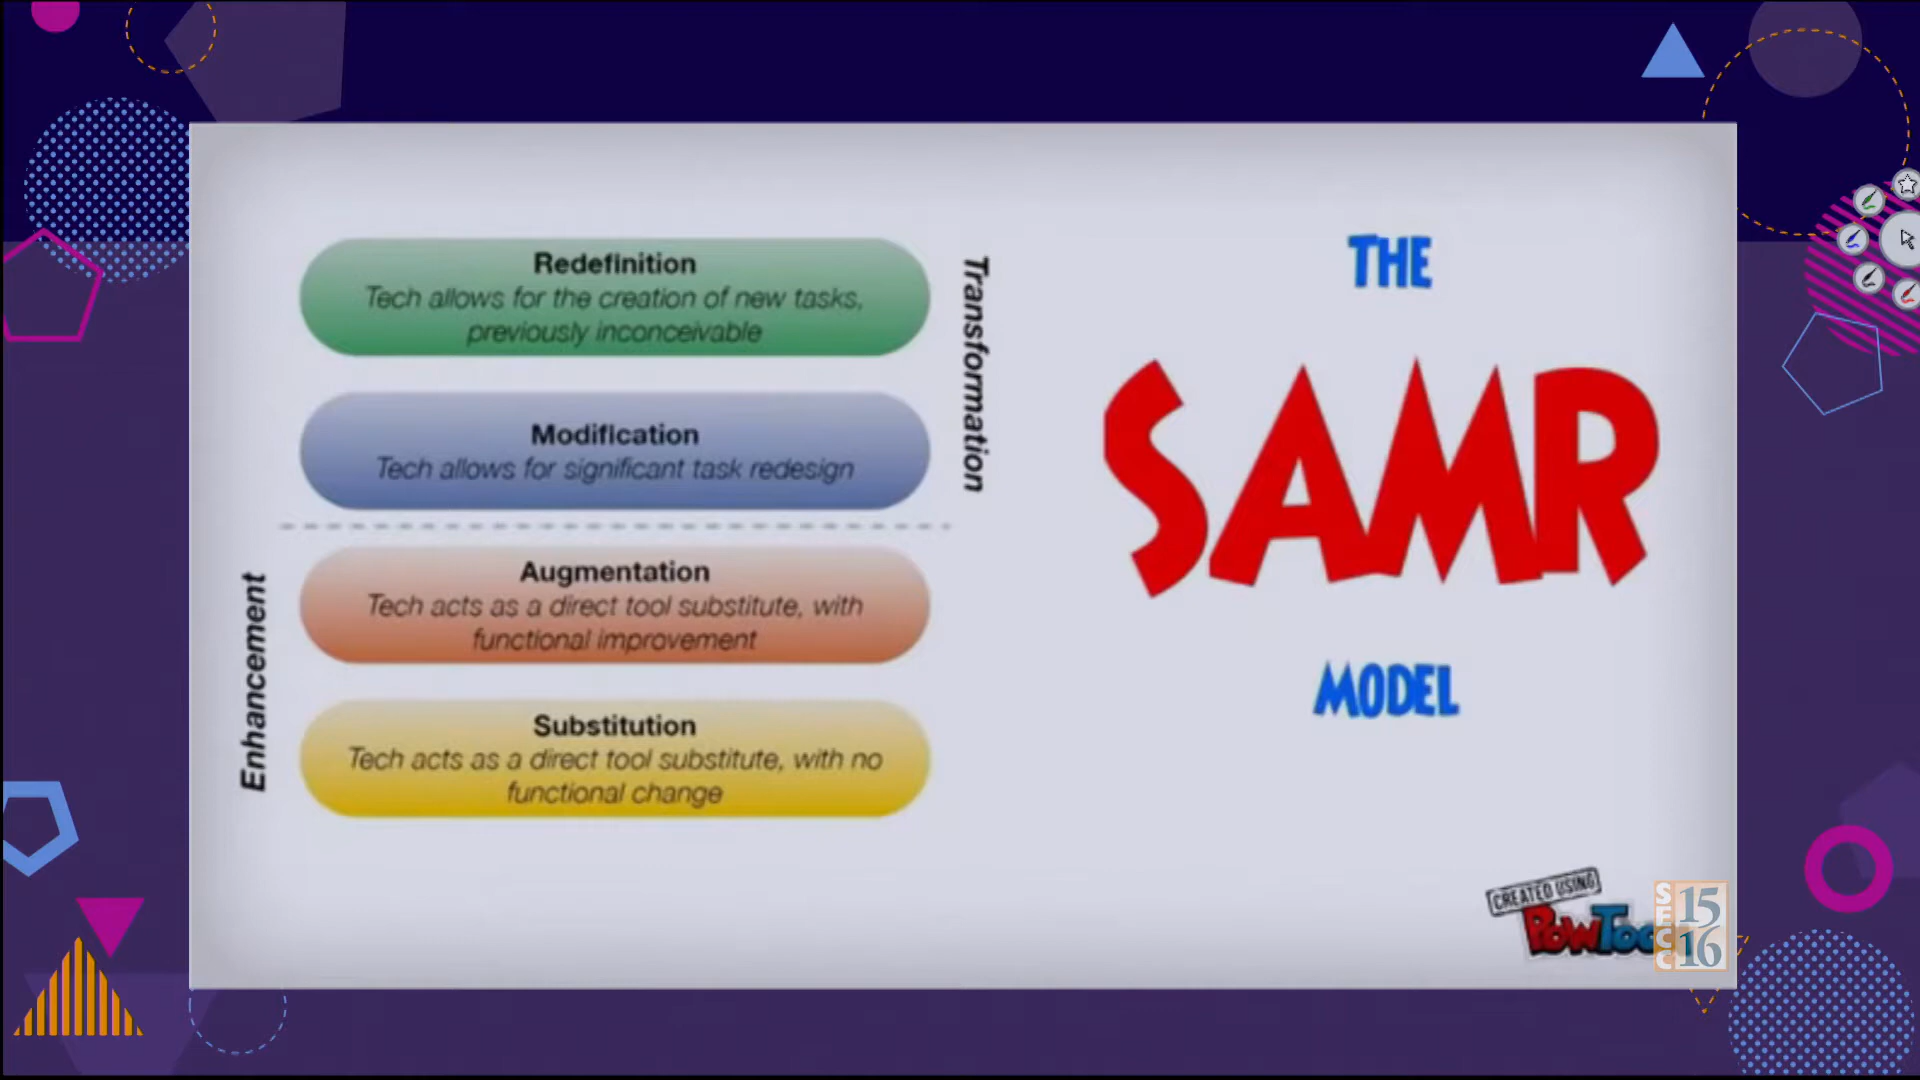 Redefinition
Tech allows for the creation of new tasks,
previously inconceivable
Modification
Tech allows for significant task redesign
Transformation
Augmentation
Tech acts as a direct tool substitute, with
functional improvement
Substitution
Tech acts as a direct tool substitute, with no
functional change
Enhancement
THE
SAMR
MODEL
CREATED USING
SECC
15
16